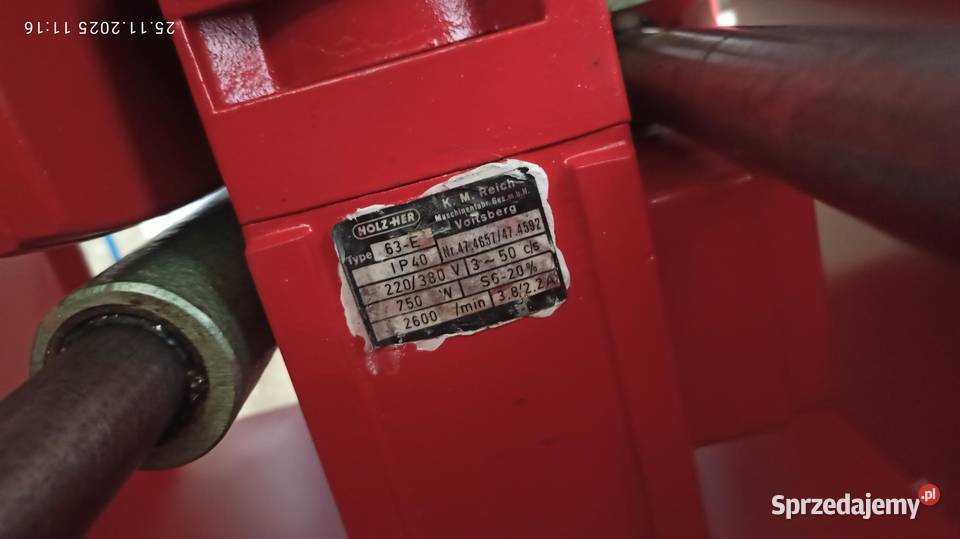 25.11.2025 11:16
HOLZ-HER
K. M. Reich
Maschinenfabr. Ges.m.b.H.
Voitsberg
Type 63-E
IP40 Nr. 47.4657/47.4592
220/380 V 3~50 c/s
750 W S6-20%
2600 /min 3.8/2.2 A
Sprzedajemy.pl